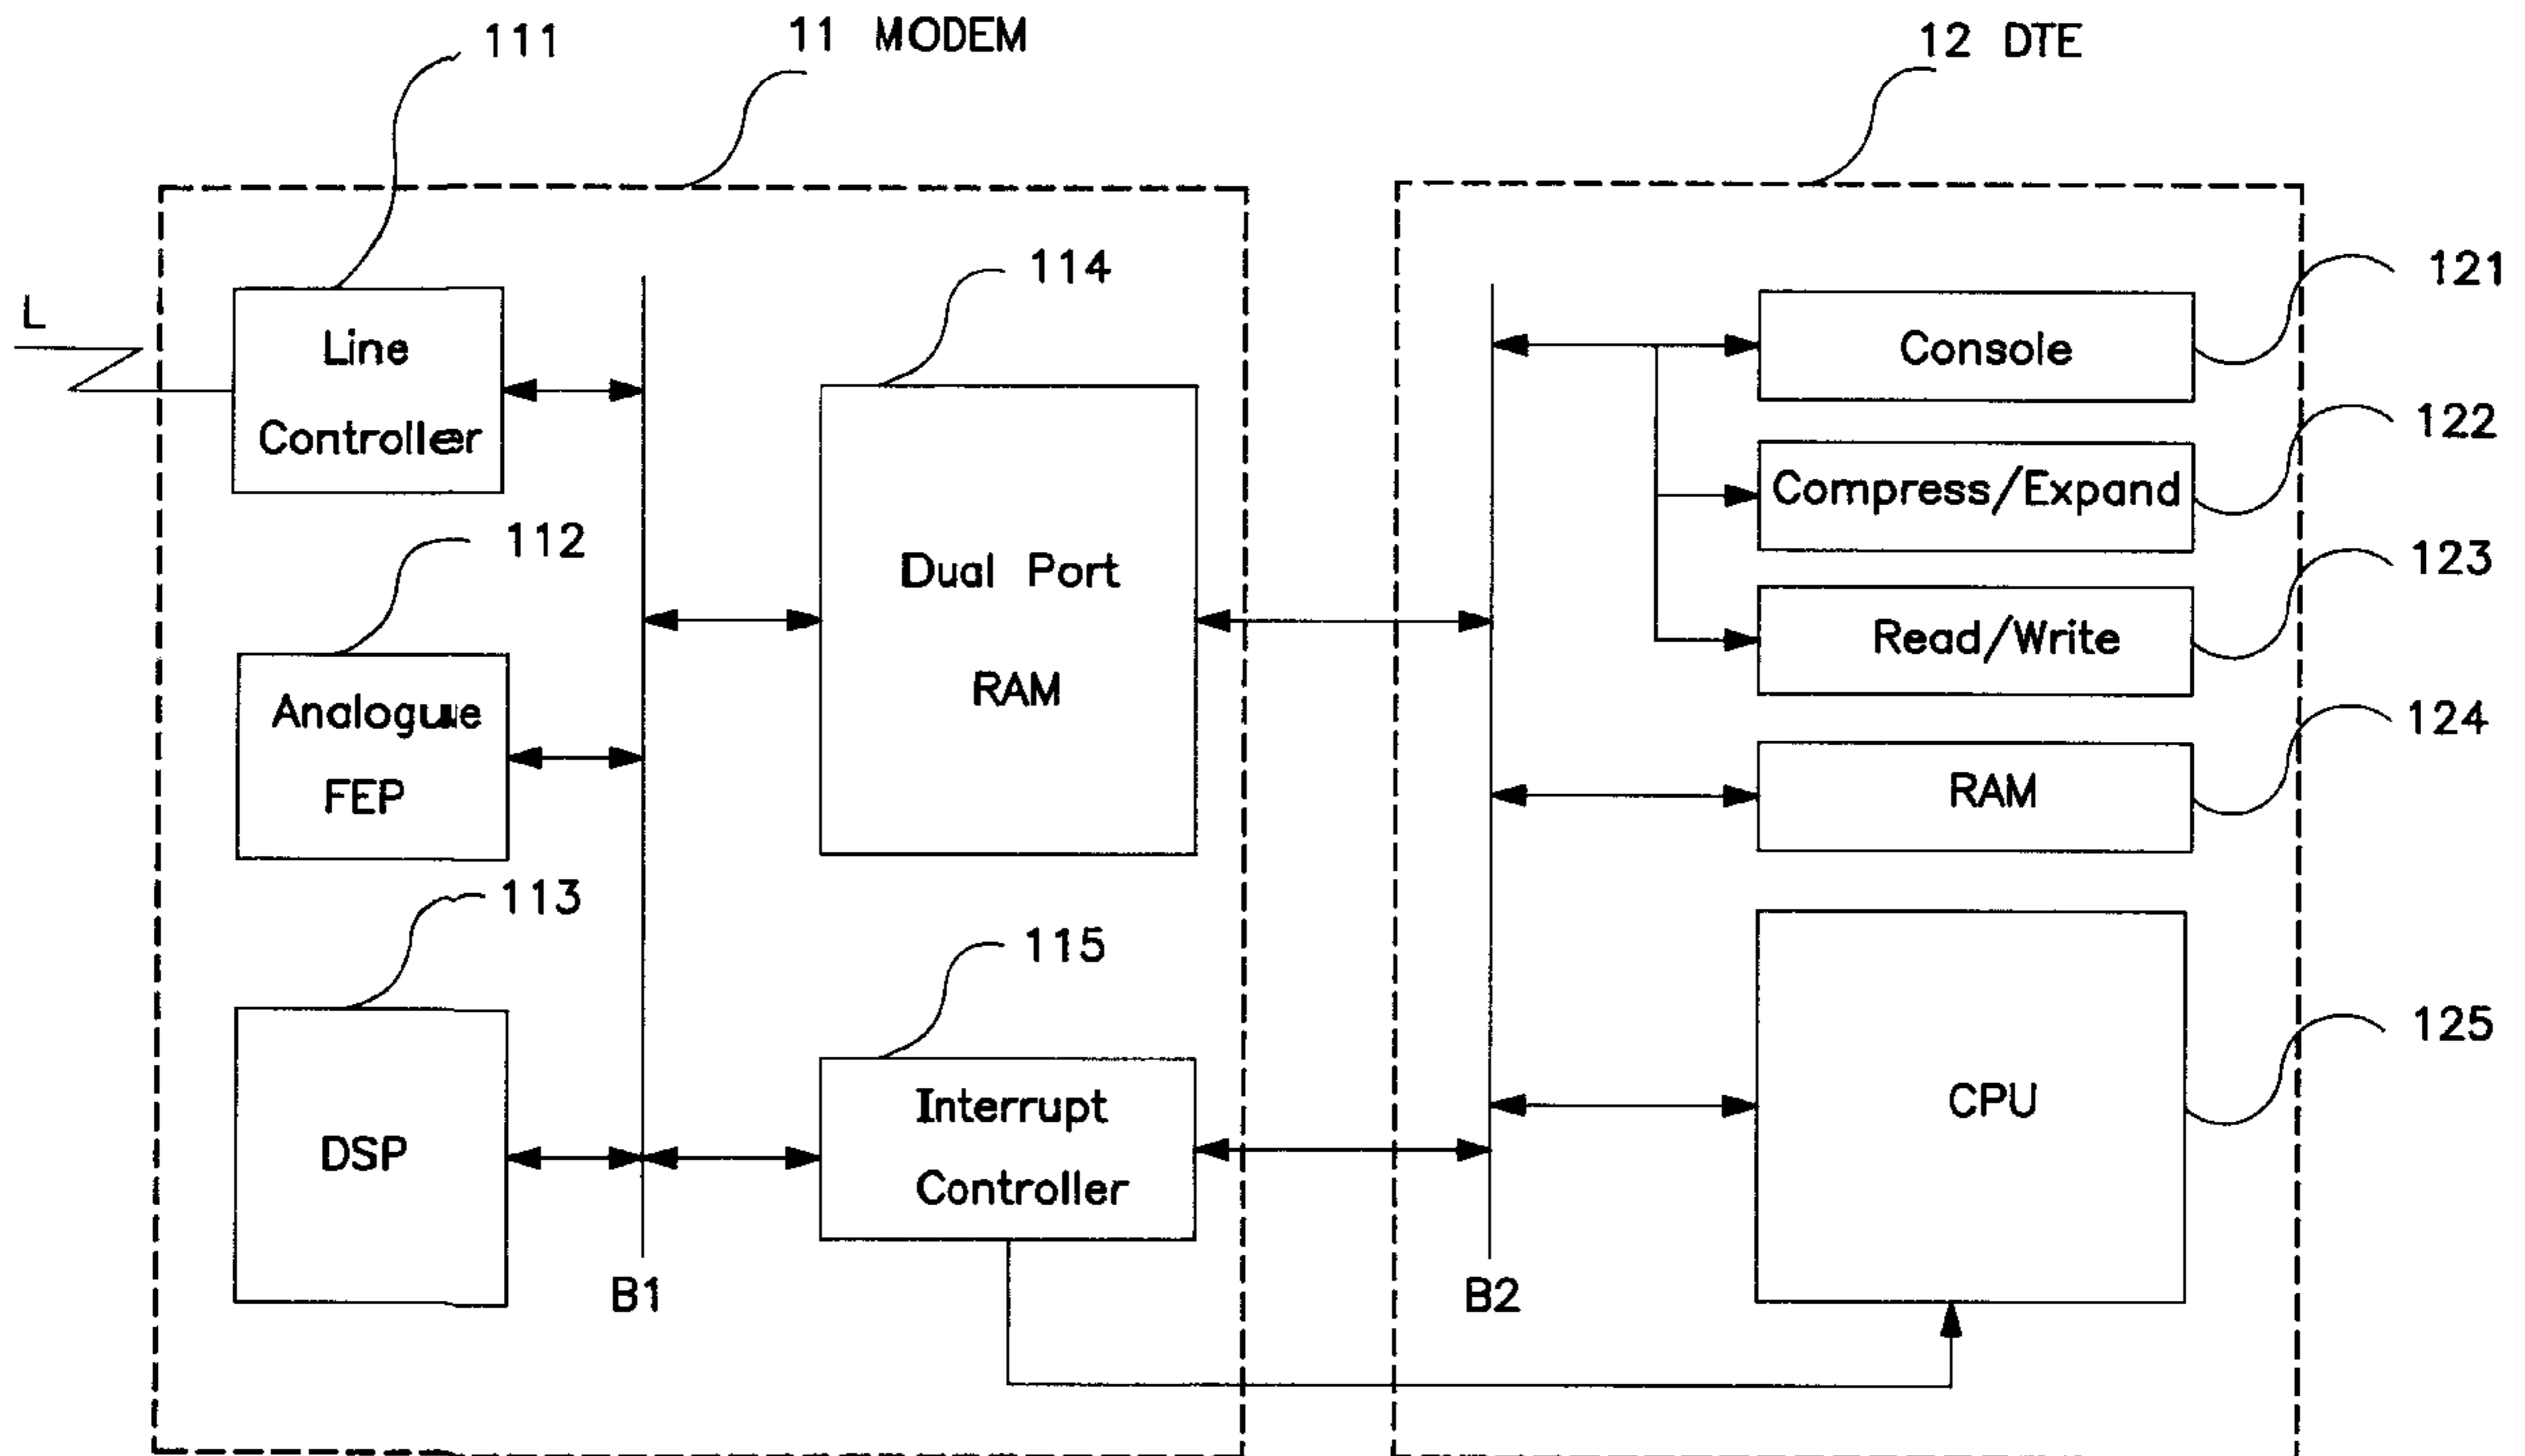 111
11 MODEM
12 DTE
L
Line
Controller
114
Console
121
Compress/Expand
122
112
Dual Port
RAM
Read/Write
123
Analogue
FEP
RAM
124
113
DSP
115
Interrupt
Controller
CPU
125
B1
B2